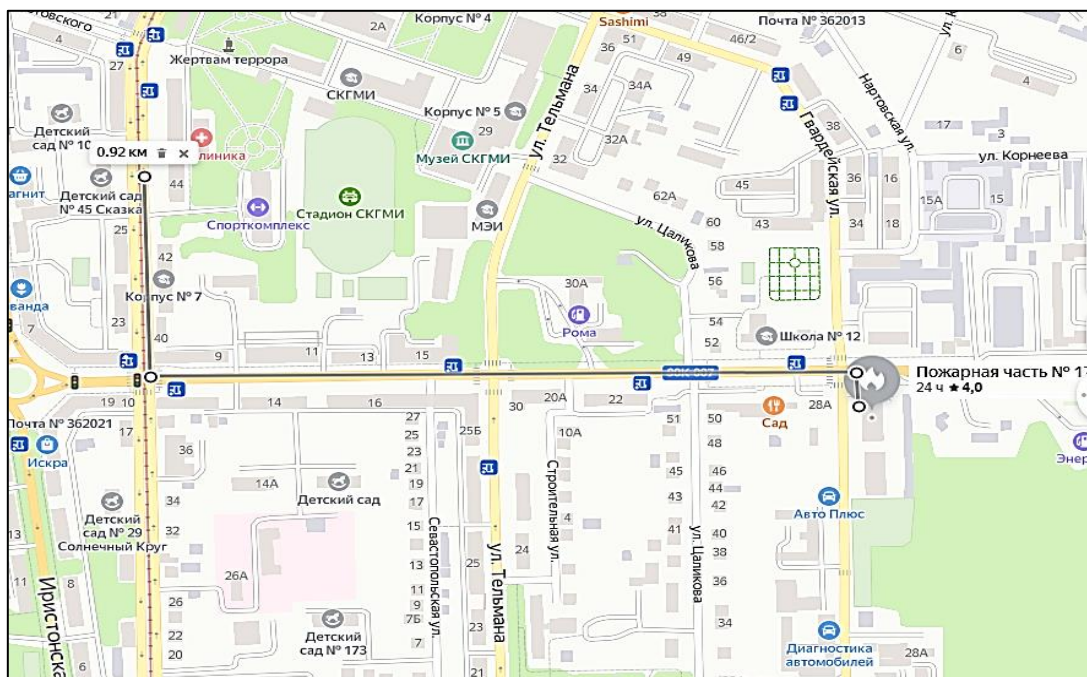 Корпус № 4
Sashimi
Почта № 362013
4
27
2А
51
36
46/2
6
4
Жертвам террора
СКГМИ
ул. Тельмана
34
49
34А
Нартовская ул.
Детский
сад № 10
Корпус № 5
29
38
17
3
0.92 км
Музей СКГМИ
32
32А
Гвардейская ул.
ул. Корнеева
Детский сад
№ 45 Сказка
44
62А
45
36
16
15А
15
Стадион СКГМИ
МЭИ
60
43
34
18
25
Спорткомплекс
ул. Цаликова
58
42
56
Корпус № 7
30А
7
23
40
Рома
54
Школа № 12
52
9
11
13
15
Пожарная часть № 17
24 ч ★ 4,0
19
10
14
16
27
30
20А
22
51
50
Сад
28А
Почта № 362021
17
25
25Б
10А
48
Искра
36
23
21
45
46
Детский сад
19
44
14А
17
43
42
Авто Плюс
Детский
сад № 29
Солнечный Круг
34
32
15
4
41
40
38
Севастопольская ул.
Строительная ул.
ул. Тельмана
ул. Цаликова
24
13
25
36
26А
11
8
26
9
7Б
23
34
22
Детский
сад № 173
7
Диагностика
автомобилей
28А
6
20
21